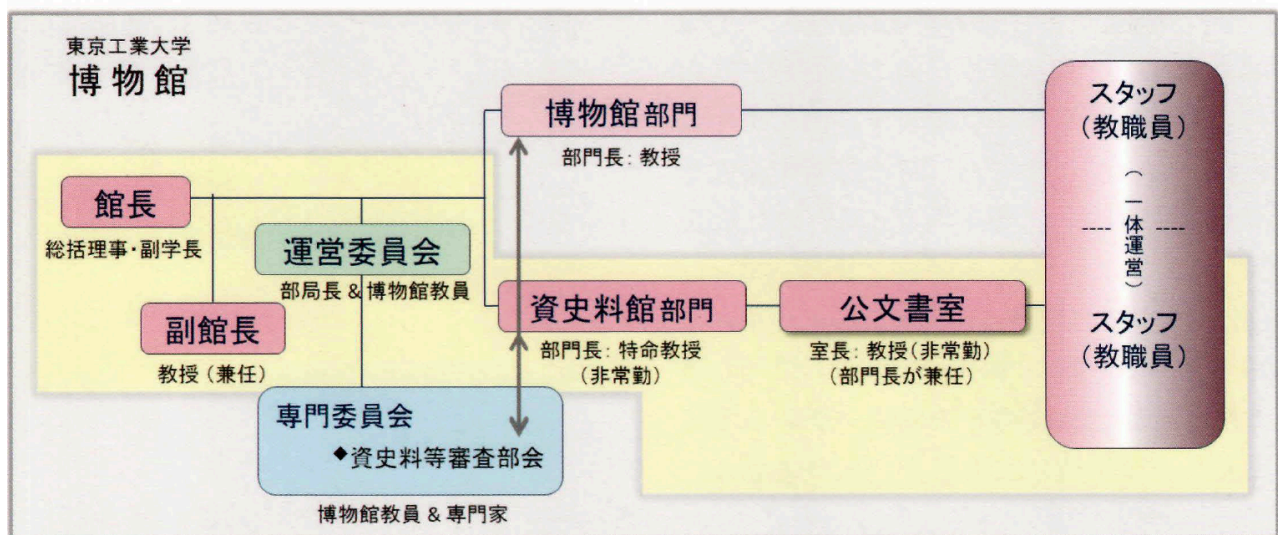 東京工業大学
博物館
博物館部門
部門長: 教授
館長
総括理事・副学長
運営委員会
部局長 & 博物館教員
副館長
教授 (兼任)
資史料館部門
部門長: 特命教授
(非常勤)
公文書室
室長: 教授(非常勤)
(部門長が兼任)
専門委員会
◆資史料等審査部会
博物館教員 & 専門家
スタッフ
(教職員)
(一体運営)
スタッフ
(教職員)